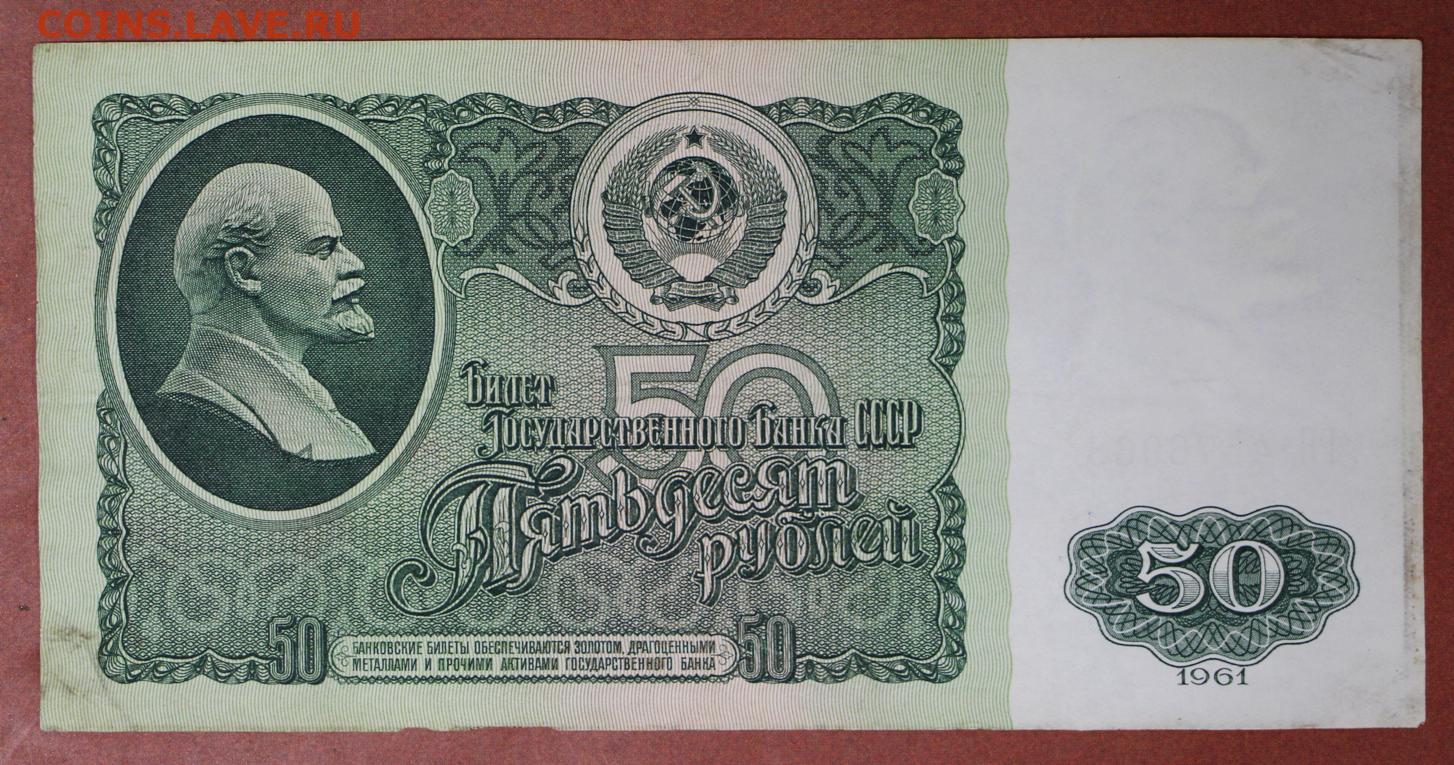 COINS.LAVE.RU
Билет
Государственного Банка СССР
50
Пятьдесят
рублей
50
БАНКОВСКИЕ БИЛЕТЫ ОБЕСПЕЧИВАЮТСЯ ЗОЛОТОМ, ДРАГОЦЕННЫМИ
МЕТАЛЛАМИ И ПРОЧИМИ АКТИВАМИ ГОСУДАРСТВЕННОГО БАНКА
50
50
1961